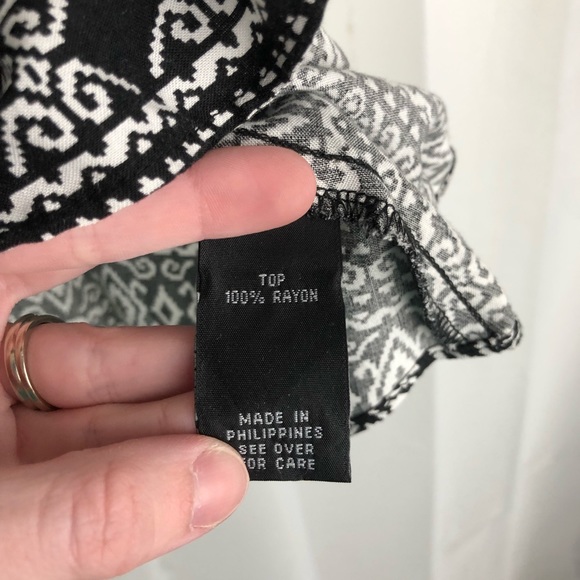 TOP
100% RAYON
MADE IN
PHILIPPINES
SEE OVER
FOR CARE